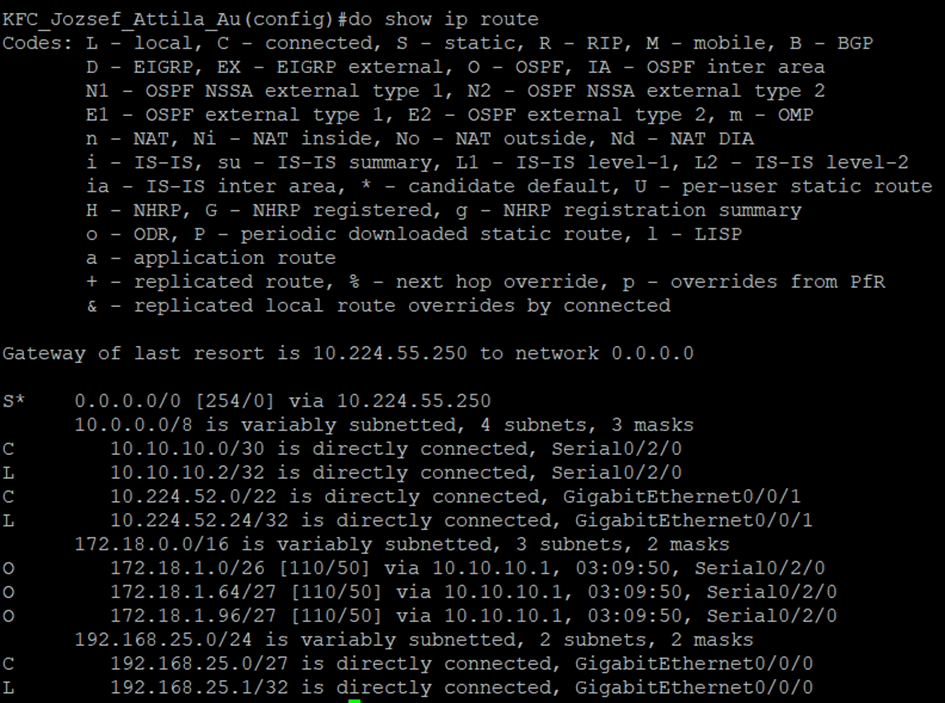 KFC_Jozsef_Attila_Au(config)#do show ip route
Codes: L - local, C - connected, S - static, R - RIP, M - mobile, B - BGP
       D - EIGRP, EX - EIGRP external, O - OSPF, IA - OSPF inter area
       N1 - OSPF NSSA external type 1, N2 - OSPF NSSA external type 2
       E1 - OSPF external type 1, E2 - OSPF external type 2, m - OMP
       n - NAT, Ni - NAT inside, No - NAT outside, Nd - NAT DIA
       i - IS-IS, su - IS-IS summary, L1 - IS-IS level-1, L2 - IS-IS level-2
       ia - IS-IS inter area, * - candidate default, U - per-user static route
       H - NHRP, G - NHRP registered, g - NHRP registration summary
       o - ODR, P - periodic downloaded static route, l - LISP
       a - application route
       + - replicated route, % - next hop override, p - overrides from PfR
       & - replicated local route overrides by connected
Gateway of last resort is 10.224.55.250 to network 0.0.0.0
S*    0.0.0.0/0 [254/0] via 10.224.55.250
      10.0.0.0/8 is variably subnetted, 4 subnets, 3 masks
C        10.10.10.0/30 is directly connected, Serial0/2/0
L        10.10.10.2/32 is directly connected, Serial0/2/0
C        10.224.52.0/22 is directly connected, GigabitEthernet0/0/1
L        10.224.52.24/32 is directly connected, GigabitEthernet0/0/1
      172.18.0.0/16 is variably subnetted, 3 subnets, 2 masks
O        172.18.1.0/26 [110/50] via 10.10.10.1, 03:09:50, Serial0/2/0
O        172.18.1.64/27 [110/50] via 10.10.10.1, 03:09:50, Serial0/2/0
O        172.18.1.96/27 [110/50] via 10.10.10.1, 03:09:50, Serial0/2/0
      192.168.25.0/24 is variably subnetted, 2 subnets, 2 masks
C        192.168.25.0/27 is directly connected, GigabitEthernet0/0/0
L        192.168.25.1/32 is directly connected, GigabitEthernet0/0/0